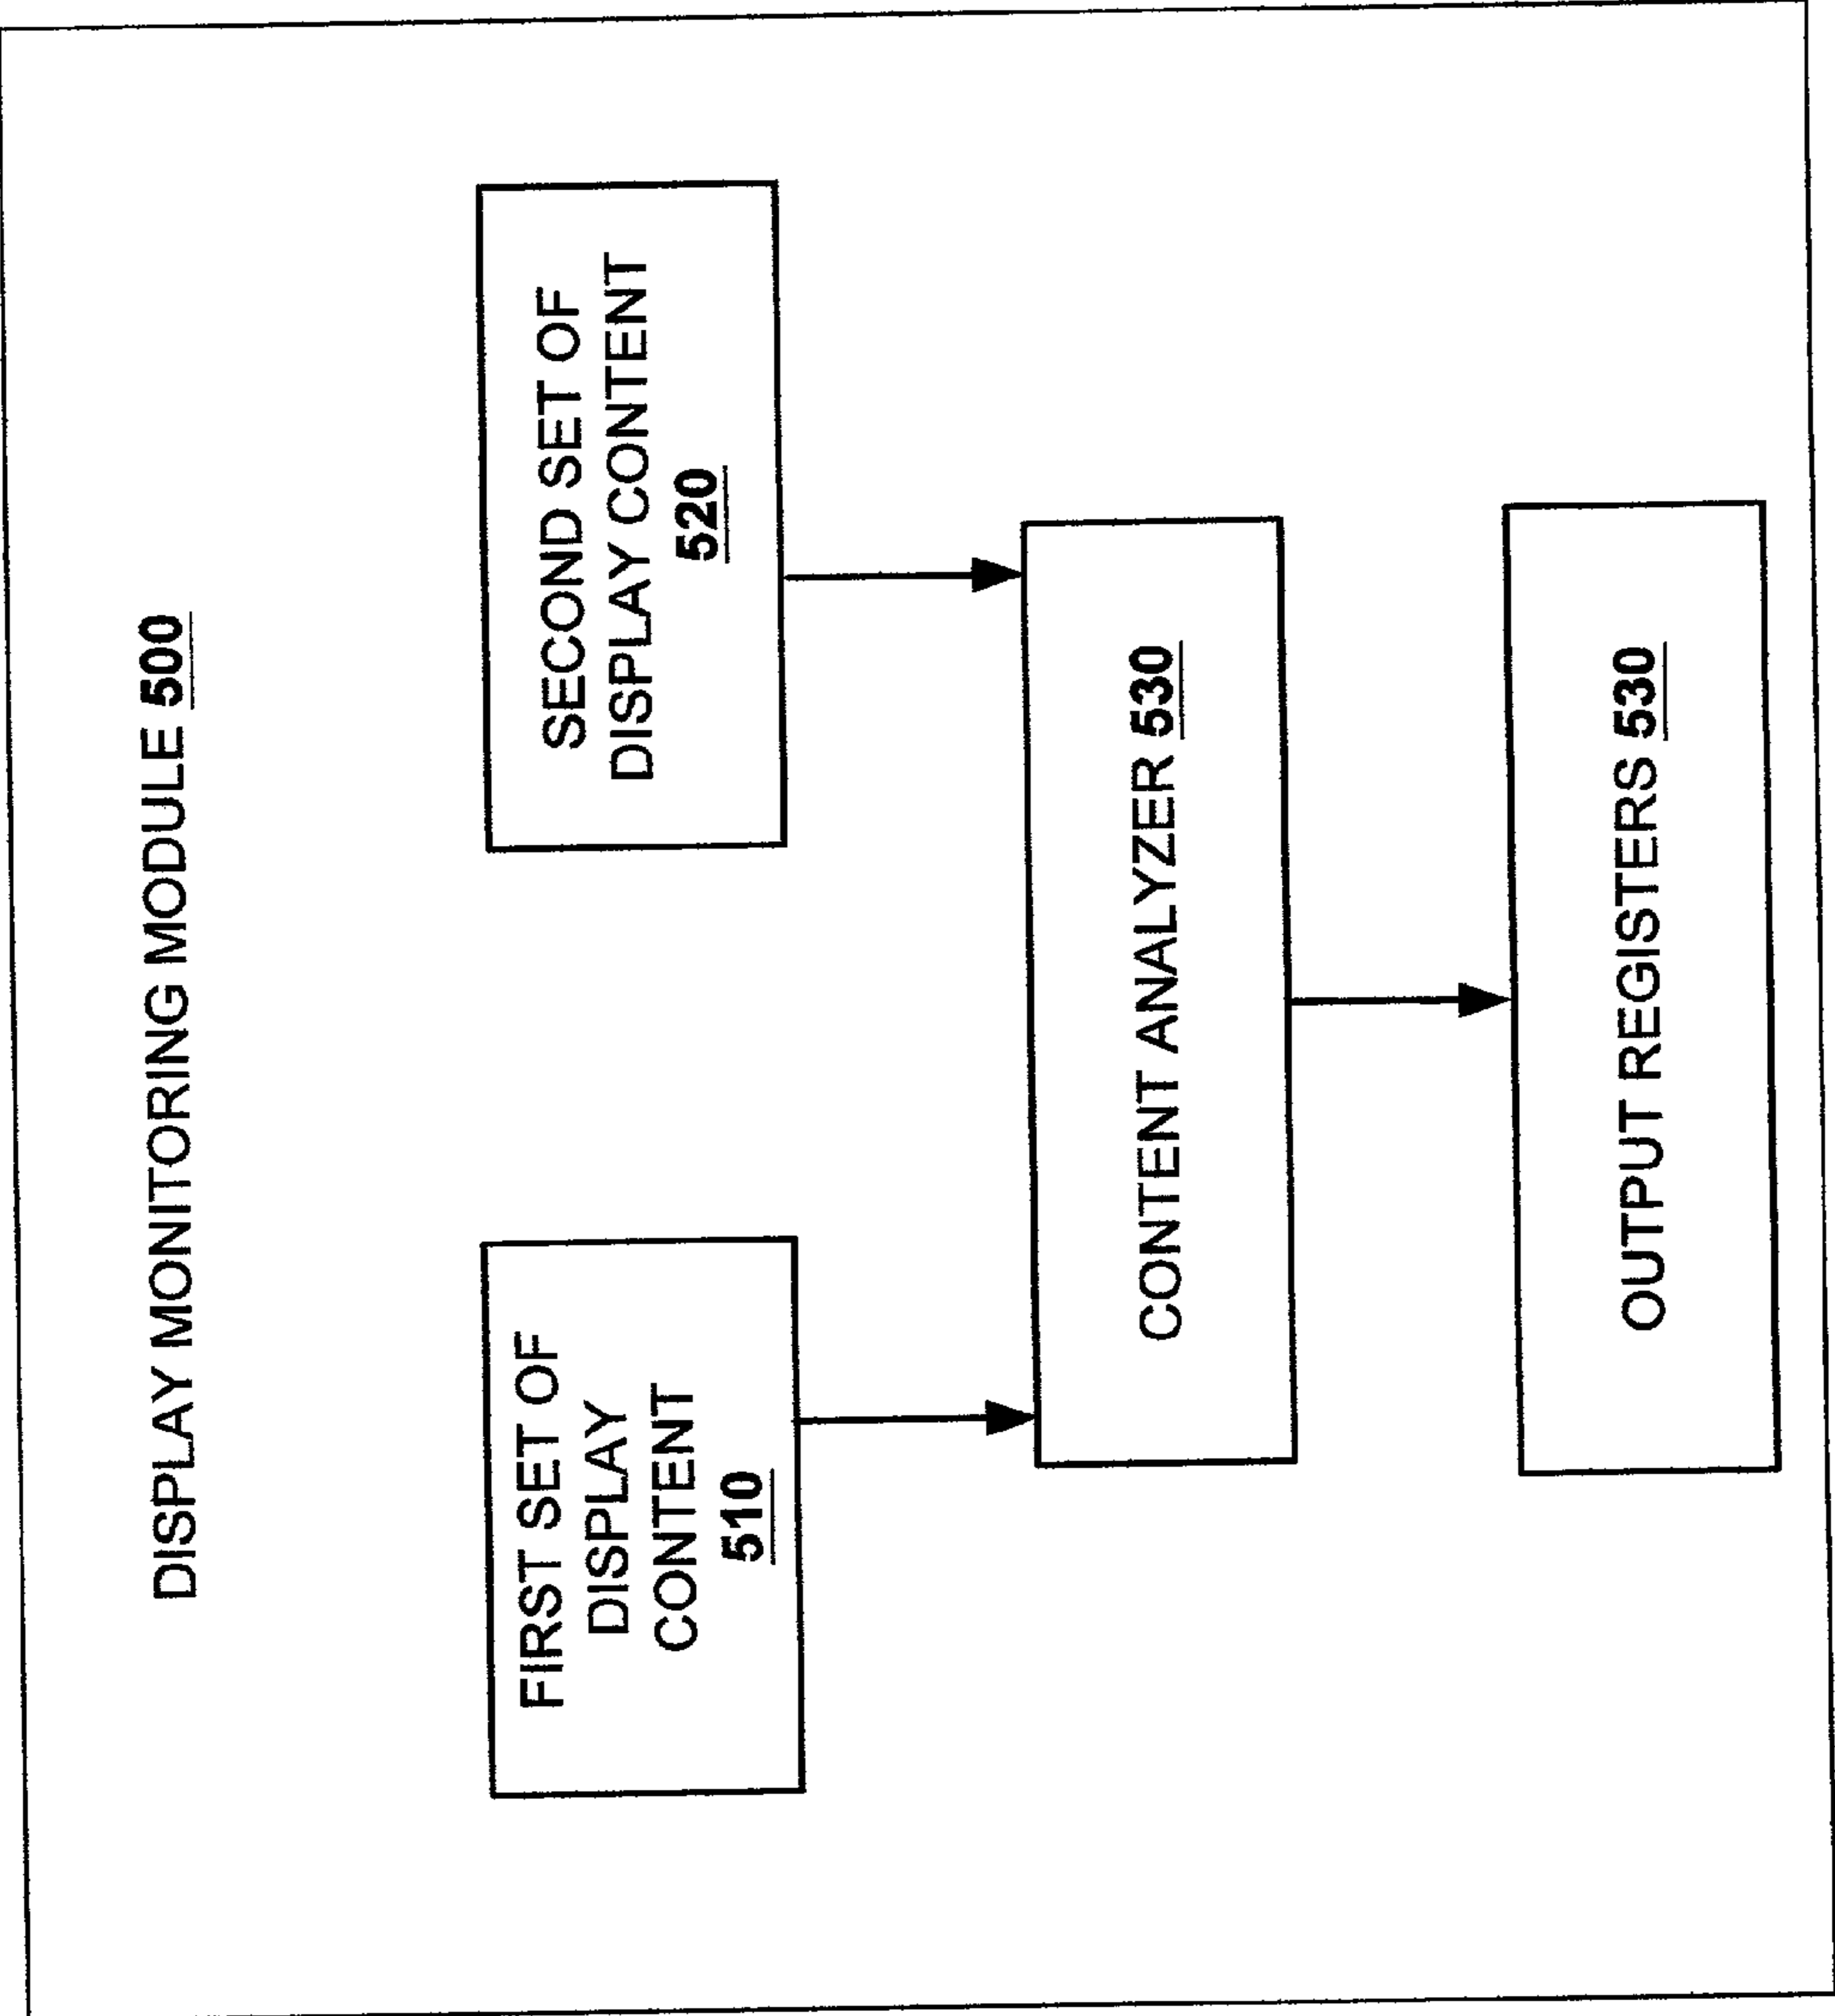 DISPLAY MONITORING MODULE 500
FIRST SET OF
DISPLAY
CONTENT
510
SECOND SET OF
DISPLAY CONTENT
520
CONTENT ANALYZER 530
OUTPUT REGISTERS 530